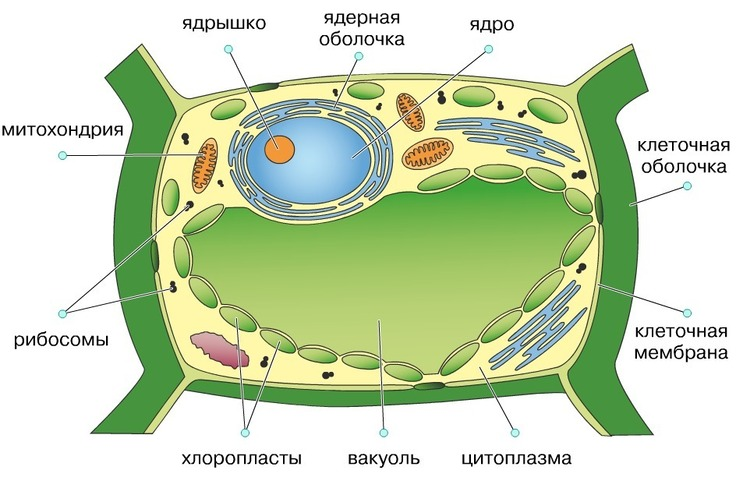 ядрышко
ядерная
оболочка
ядро
митохондрия
клеточная
оболочка
рибосомы
клеточная
мембрана
хлоропласты
вакуоль
цитоплазма